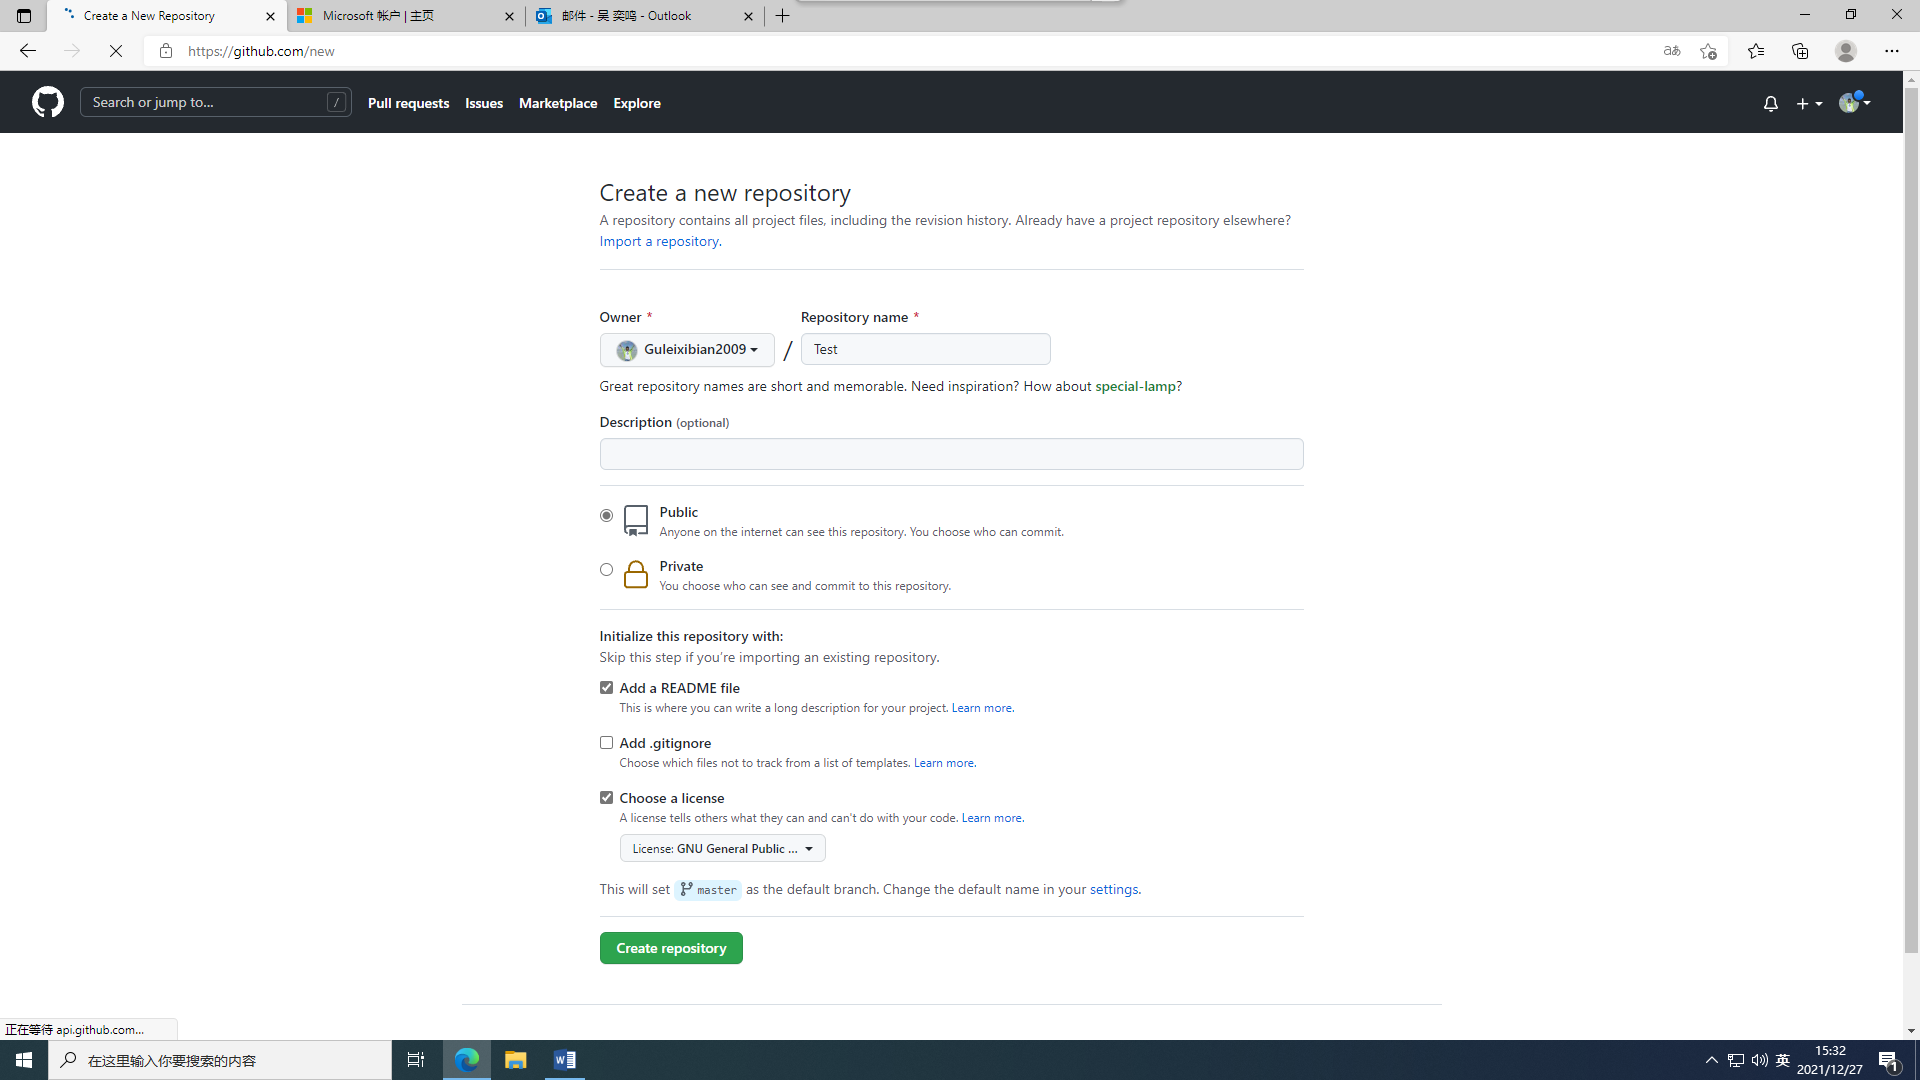 Create a New Repository
Microsoft 帐户 | 主页
邮件 - 吴 奕鸣 - Outlook
https://github.com/new
aあ
Search or jump to... /
Pull requests Issues Marketplace Explore
Create a new repository
A repository contains all project files, including the revision history. Already have a project repository elsewhere?
Import a repository.
Owner * Repository name *
Guleixibian2009 / Test
Great repository names are short and memorable. Need inspiration? How about special-lamp?
Description (optional)
Public
Anyone on the internet can see this repository. You choose who can commit.
Private
You choose who can see and commit to this repository.
Initialize this repository with:
Skip this step if you're importing an existing repository.
Add a README file
This is where you can write a long description for your project. Learn more.
Add .gitignore
Choose which files not to track from a list of templates. Learn more.
Choose a license
A license tells others what they can and can't do with your code. Learn more.
License: GNU General Public ...
This will set master as the default branch. Change the default name in your settings.
Create repository
正在等待 api.github.com...
在这里输入你要搜索的内容
英
15:32
2021/12/27
1